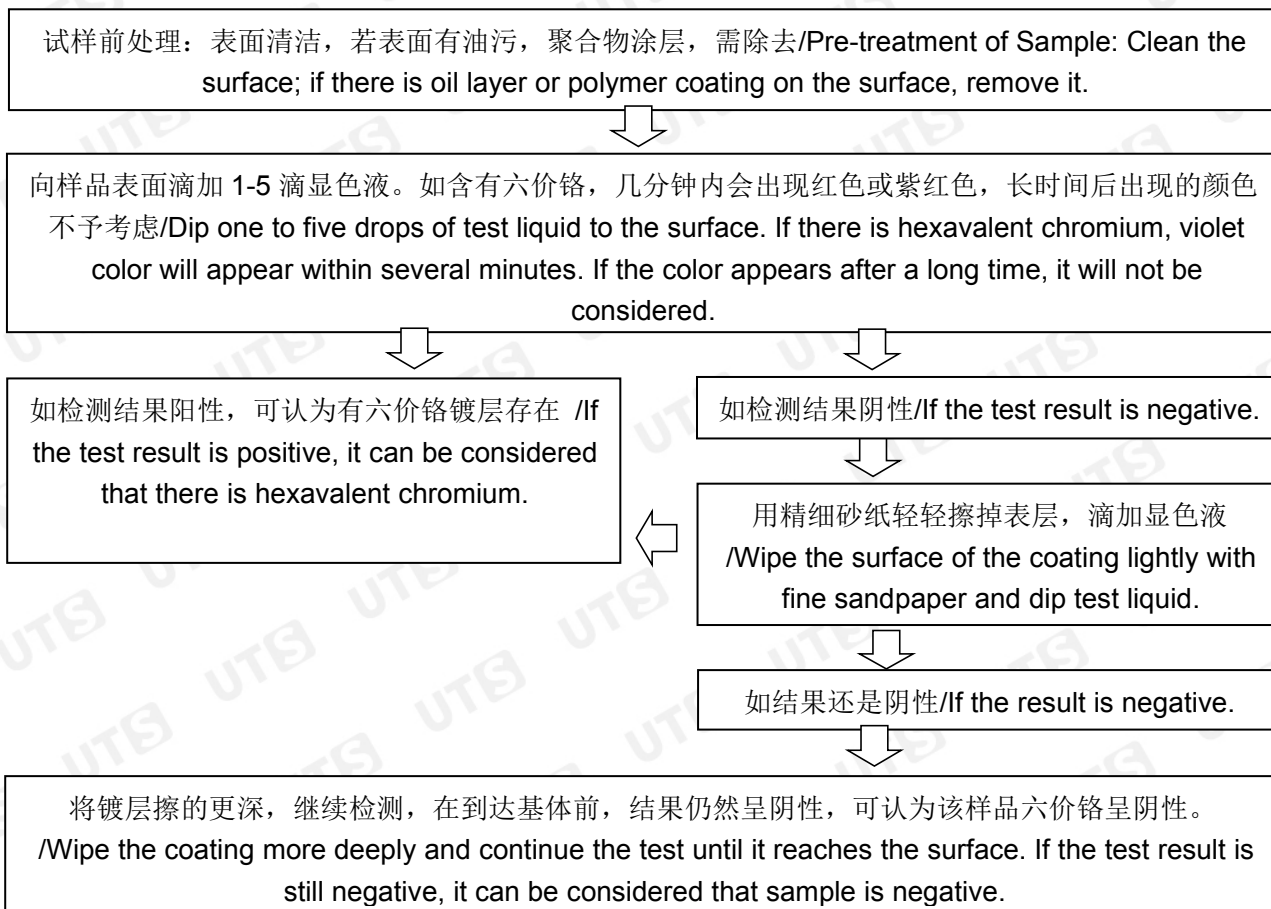 试样前处理：表面清洁，若表面有油污，聚合物涂层，需除去/Pre-treatment of Sample: Clean the
surface; if there is oil layer or polymer coating on the surface, remove it.
向样品表面滴加 1-5 滴显色液。如含有六价铬，几分钟内会出现红色或紫红色，长时间后出现的颜色
不予考虑/Dip one to five drops of test liquid to the surface. If there is hexavalent chromium, violet
color will appear within several minutes. If the color appears after a long time, it will not be
considered.
如检测结果阳性，可认为有六价铬镀层存在 /If
the test result is positive, it can be considered
that there is hexavalent chromium.
如检测结果阴性/If the test result is negative.
用精细砂纸轻轻擦掉表层，滴加显色液
/Wipe the surface of the coating lightly with
fine sandpaper and dip test liquid.
如结果还是阴性/If the result is negative.
将镀层擦的更深，继续检测，在到达基体前，结果仍然呈阴性，可认为该样品六价铬呈阴性。
/Wipe the coating more deeply and continue the test until it reaches the surface. If the test result is
still negative, it can be considered that sample is negative.